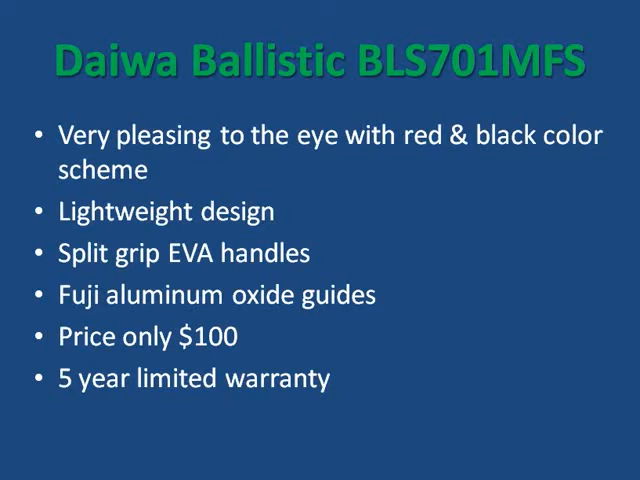 Daiwa Ballistic BLS701MFS
• Very pleasing to the eye with red & black color
scheme
• Lightweight design
• Split grip EVA handles
• Fuji aluminum oxide guides
• Price only $100
• 5 year limited warranty